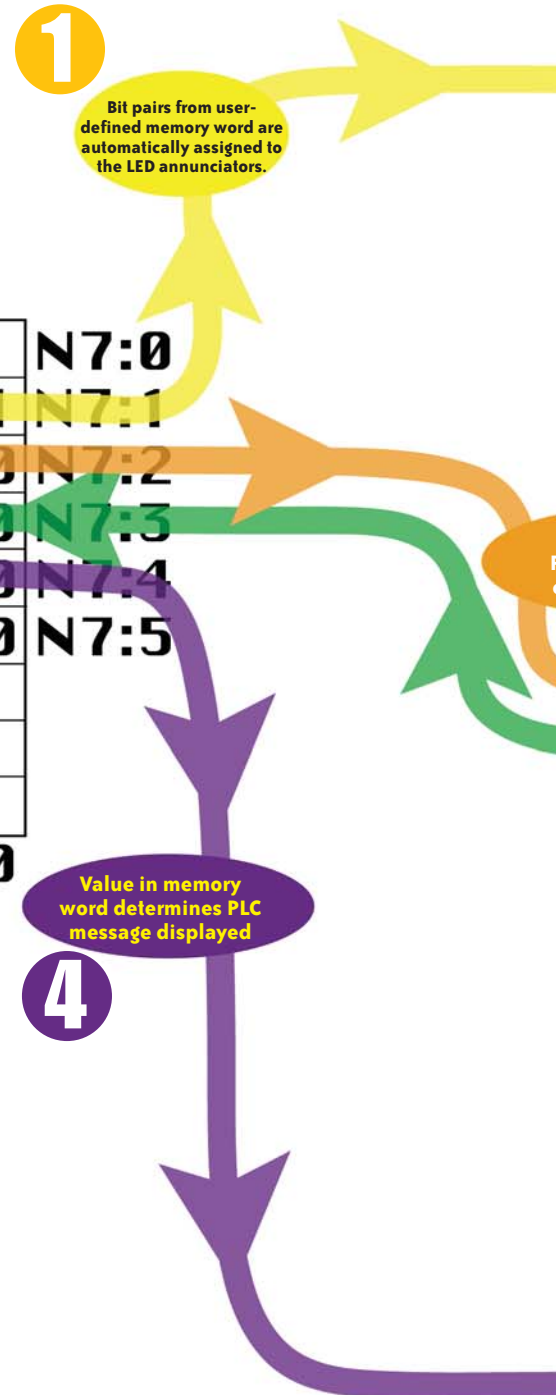 1
Bit pairs from user-
defined memory word are
automatically assigned to
the LED annunciators.
N7:0
N7:1
N7:2
N7:3
N7:4
N7:5
Value in memory
word determines PLC
message displayed
4